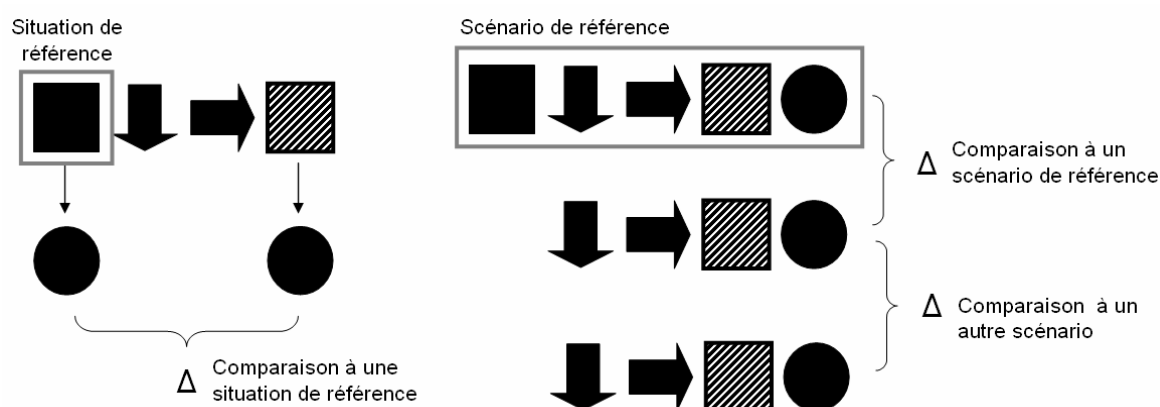 Situation de
référence
Scénario de référence
Δ Comparaison à un
scénario de référence
Δ Comparaison à un
autre scénario
Δ Comparaison à une
situation de référence